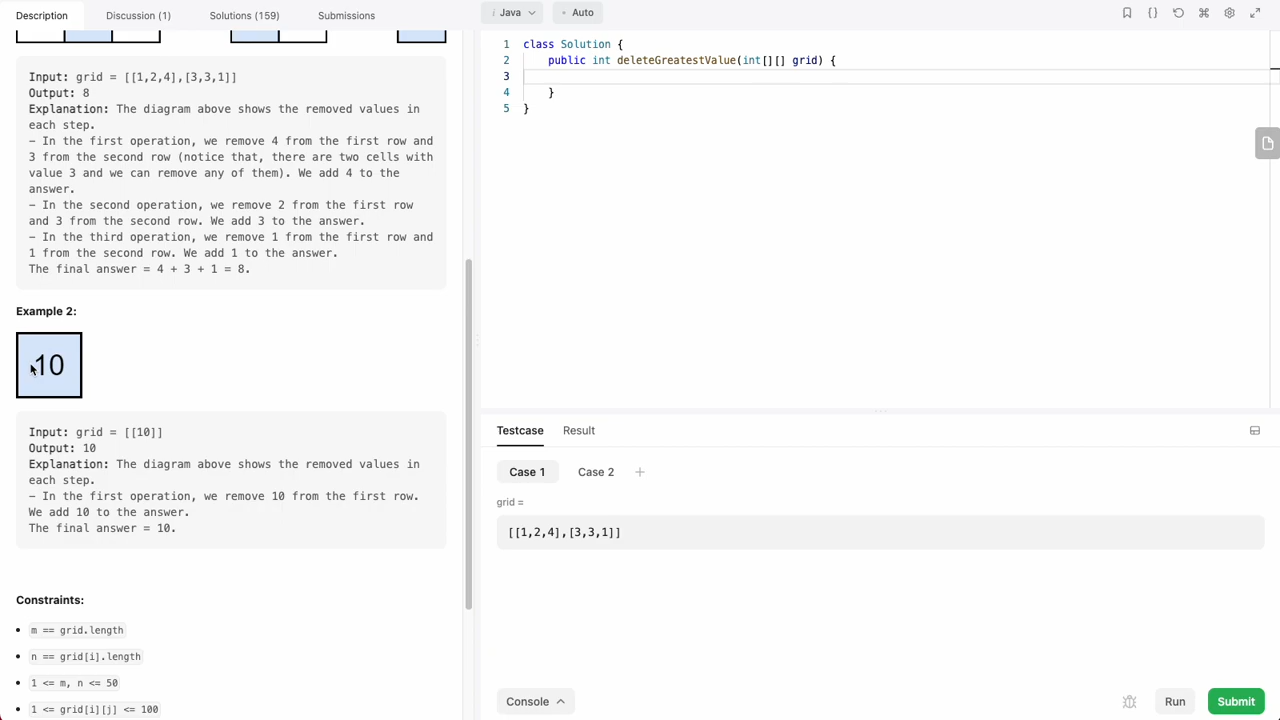 Description
Discussion (1)
Solutions (159)
Submissions
Input: grid = [[1,2,4],[3,3,1]]
Output: 8
Explanation: The diagram above shows the removed values in
each step.
- In the first operation, we remove 4 from the first row and
3 from the second row (notice that, there are two cells with
value 3 and we can remove any of them). We add 4 to the
answer.
- In the second operation, we remove 2 from the first row
and 3 from the second row. We add 3 to the answer.
- In the third operation, we remove 1 from the first row and
1 from the second row. We add 1 to the answer.
The final answer = 4 + 3 + 1 = 8.
Example 2:
10
Input: grid = [[10]]
Output: 10
Explanation: The diagram above shows the removed values in
each step.
- In the first operation, we remove 10 from the first row.
We add 10 to the answer.
The final answer = 10.
Constraints:
• m == grid.length
• n == grid[i].length
• 1 <= m, n <= 50
• 1 <= grid[i][j] <= 100
i Java
• Auto
1 class Solution {
2 public int deleteGreatestValue(int[][] grid) {
3
4 }
5 }
Testcase
Result
Case 1
Case 2
+
grid =
[[1,2,4],[3,3,1]]
Console
Run
Submit